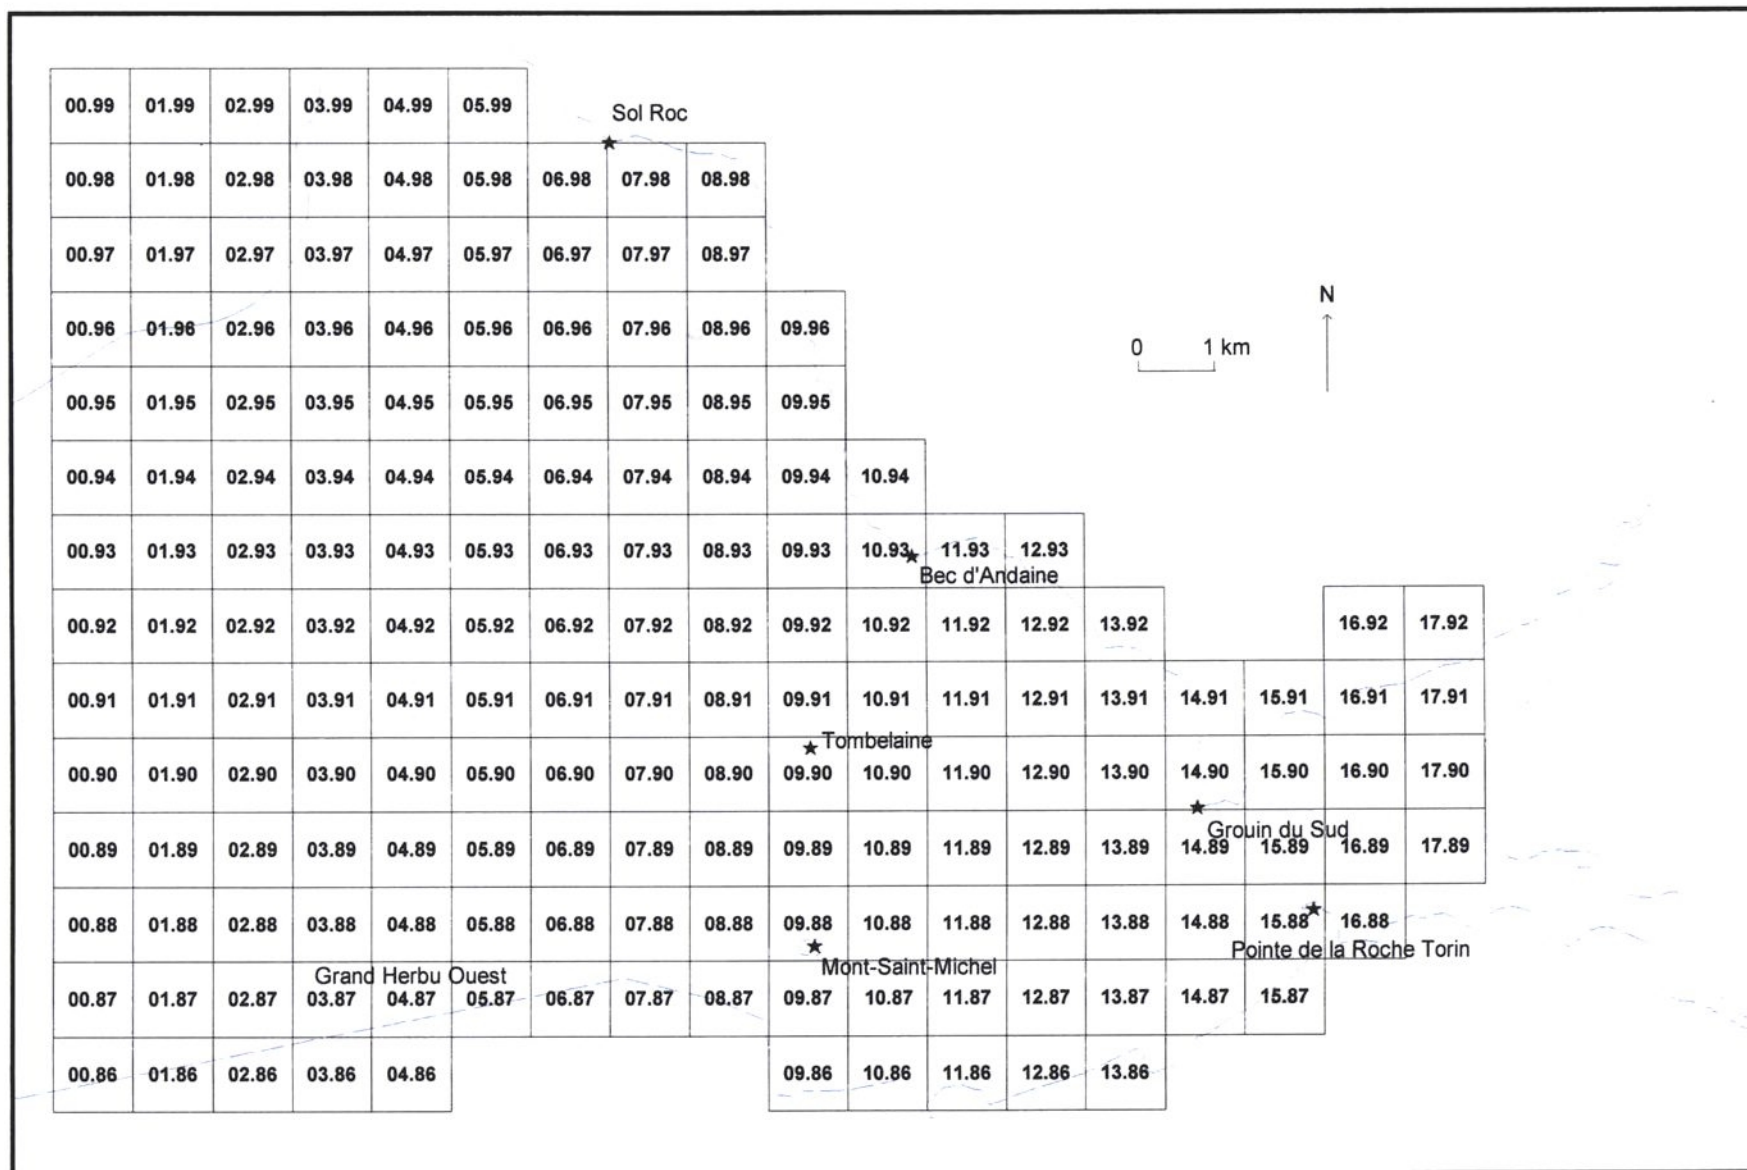 00.99 01.99 02.99 03.99 04.99 05.99
Sol Roc
00.98 01.98 02.98 03.98 04.98 05.98 06.98 07.98 08.98
00.97 01.97 02.97 03.97 04.97 05.97 06.97 07.97 08.97
N
00.96 01.96 02.96 03.96 04.96 05.96 06.96 07.96 08.96 09.96
0 1 km
00.95 01.95 02.95 03.95 04.95 05.95 06.95 07.95 08.95 09.95
00.94 01.94 02.94 03.94 04.94 05.94 06.94 07.94 08.94 09.94 10.94
00.93 01.93 02.93 03.93 04.93 05.93 06.93 07.93 08.93 09.93 10.93 11.93 12.93
Bec d'Andaine
00.92 01.92 02.92 03.92 04.92 05.92 06.92 07.92 08.92 09.92 10.92 11.92 12.92 13.92 16.92 17.92
00.91 01.91 02.91 03.91 04.91 05.91 06.91 07.91 08.91 09.91 10.91 11.91 12.91 13.91 14.91 15.91 16.91 17.91
Tombelaine
00.90 01.90 02.90 03.90 04.90 05.90 06.90 07.90 08.90 09.90 10.90 11.90 12.90 13.90 14.90 15.90 16.90 17.90
Grouin du Sud
00.89 01.89 02.89 03.89 04.89 05.89 06.89 07.89 08.89 09.89 10.89 11.89 12.89 13.89 14.89 15.89 16.89 17.89
00.88 01.88 02.88 03.88 04.88 05.88 06.88 07.88 08.88 09.88 10.88 11.88 12.88 13.88 14.88 15.88 16.88
Pointe de la Roche Torin
Mont-Saint-Michel
Grand Herbu Ouest
00.87 01.87 02.87 03.87 04.87 05.87 06.87 07.87 08.87 09.87 10.87 11.87 12.87 13.87 14.87 15.87
00.86 01.86 02.86 03.86 04.86 09.86 10.86 11.86 12.86 13.86